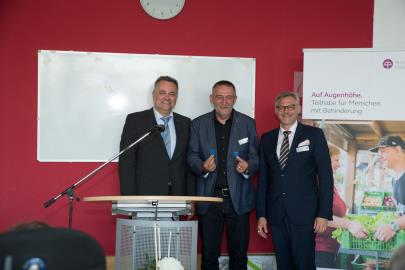 Auf Augenhöhe.
Teilhabe für Menschen
mit Behinderung